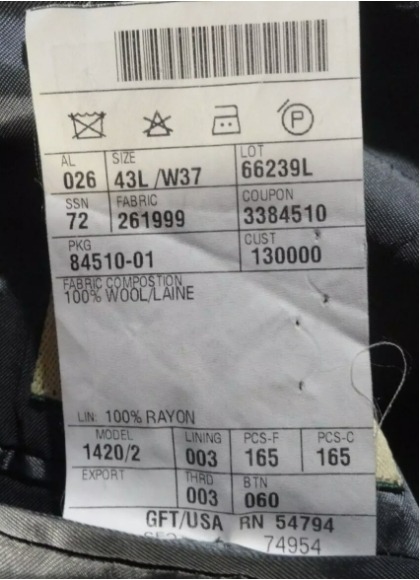 P
AL SIZE LOT
026 43L /W37 66239L
SSN FABRIC COUPON
72 261999 3384510
PKG CUST
84510-01 130000
FABRIC COMPOSTION
100% WOOL/LAINE
LIN: 100% RAYON
MODEL LINING PCS-F PCS-C
1420/2 003 165 165
EXPORT THRD BTN
003 060
GFT/USA RN 54794
74954